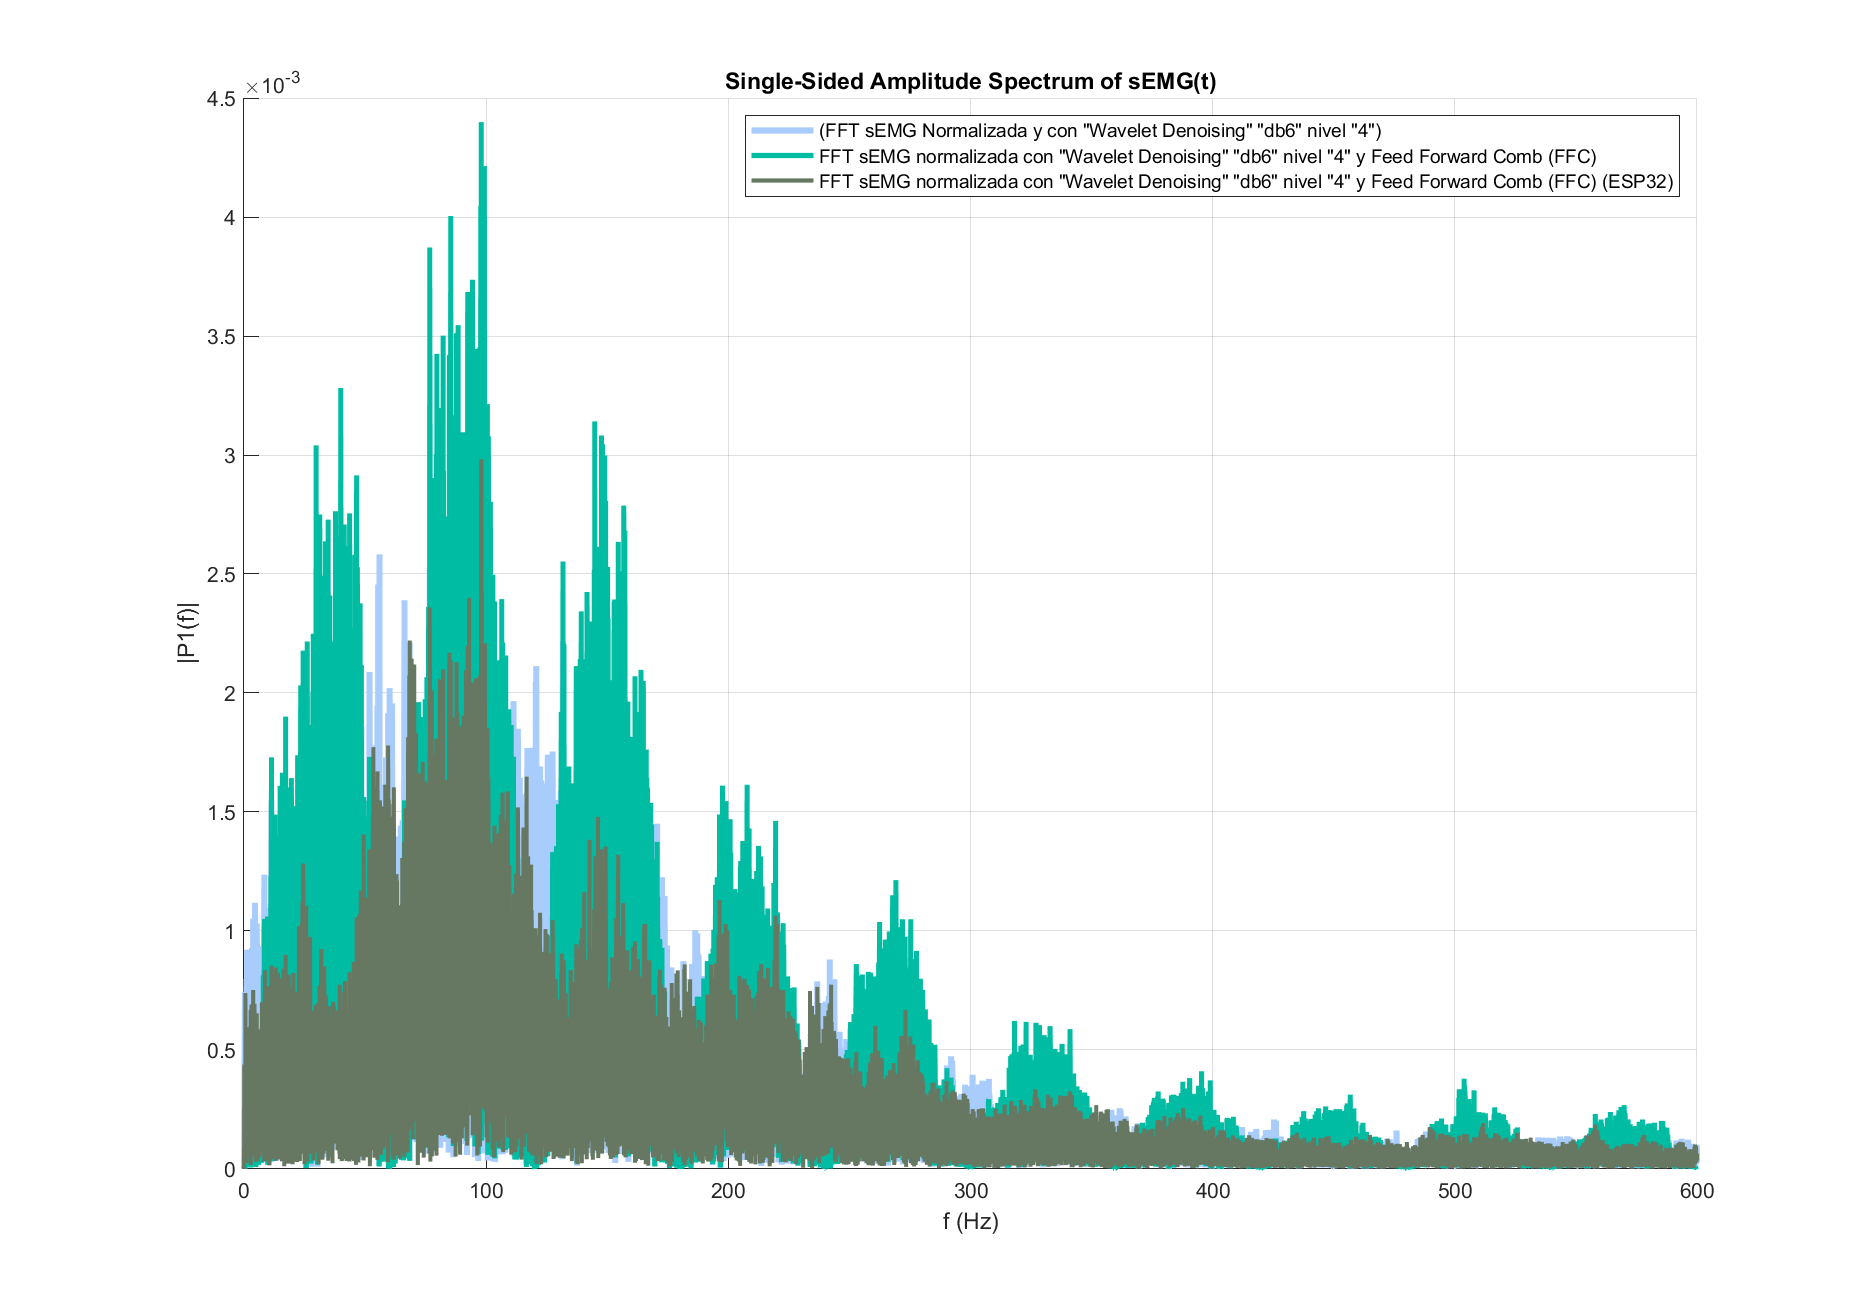 ×10-3
Single-Sided Amplitude Spectrum of sEMG(t)
(FFT sEMG Normalizada y con "Wavelet Denoising" "db6" nivel "4")
FFT sEMG normalizada con "Wavelet Denoising" "db6" nivel "4" y Feed Forward Comb (FFC)
FFT sEMG normalizada con "Wavelet Denoising" "db6" nivel "4" y Feed Forward Comb (FFC) (ESP32)
4.5
4
3.5
3
2.5
2
1.5
1
0.5
0
|P1(f)|
0 100 200 300 400 500 600
f (Hz)